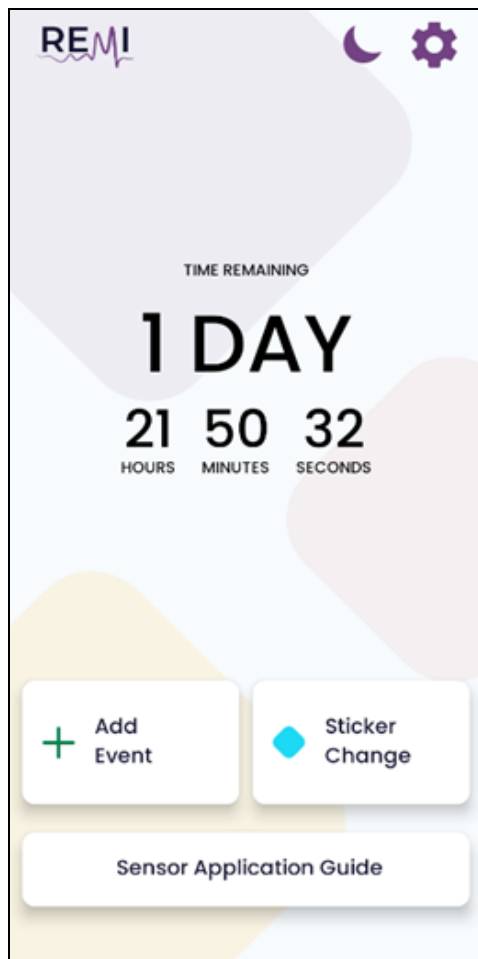 REMI
TIME REMAINING
1 DAY
21 50 32
HOURS MINUTES SECONDS
Add
Event
Sticker
Change
Sensor Application Guide